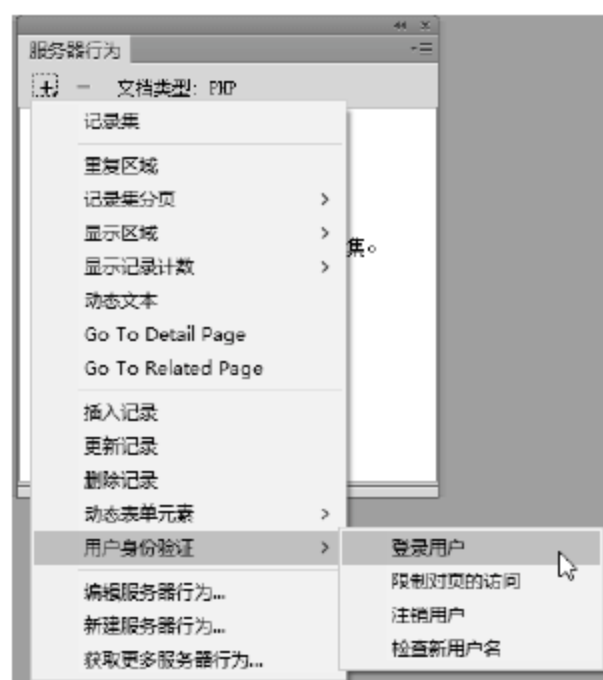 服务器行为
文档类型: PHP
记录集
重复区域
记录集分页
显示区域
集。
显示记录计数
动态文本
Go To Detail Page
Go To Related Page
插入记录
更新记录
删除记录
动态表单元素
用户身份验证
登录用户
限制对页的访问
编辑服务器行为...
注销用户
新建服务器行为...
检查新用户名
获取更多服务器行为...